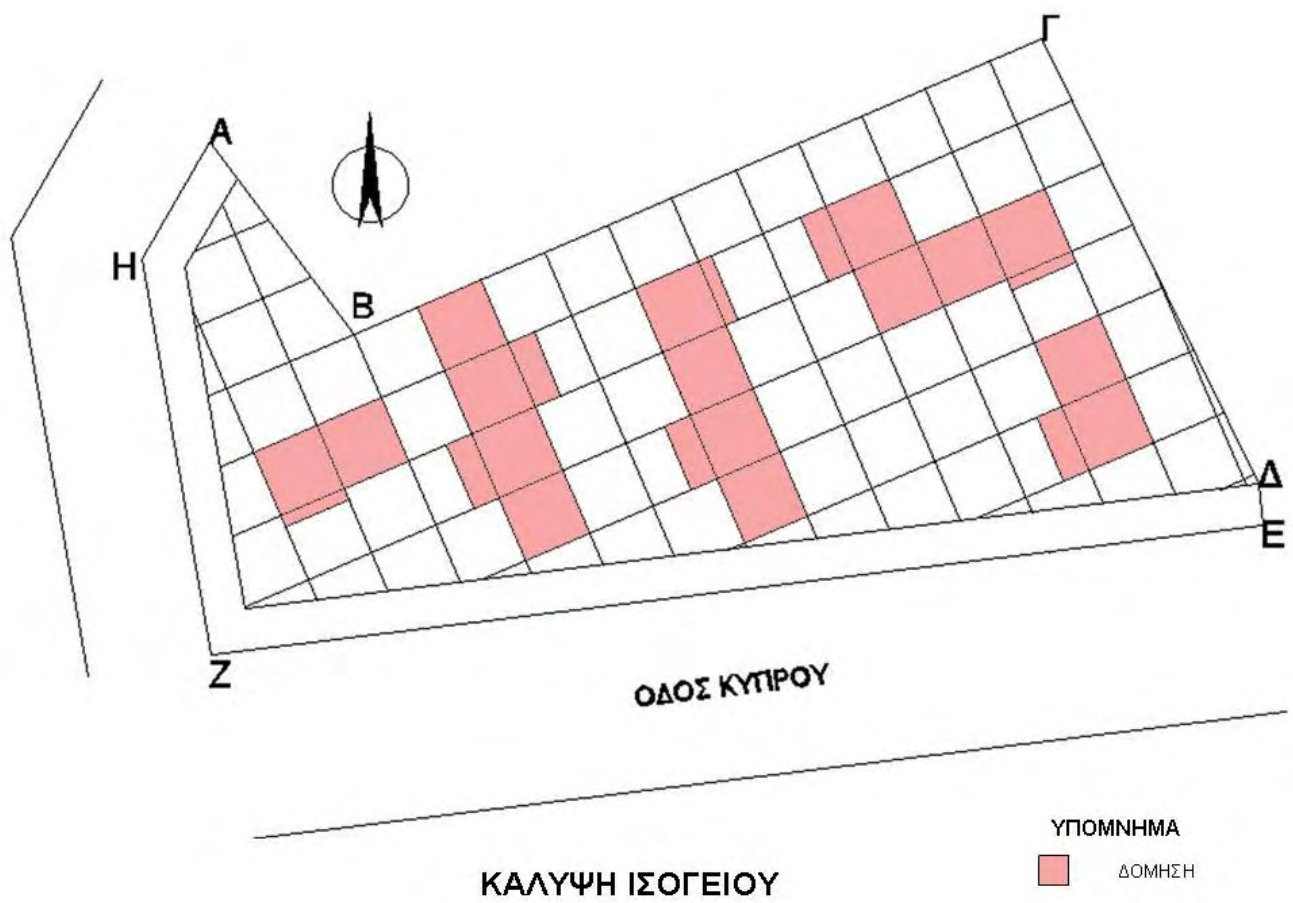 Γ
Α
Η
Β
Δ
Ε
Ζ
ΟΔΟΣ ΚΥΠΡΟΥ
ΥΠΟΜΝΗΜΑ
ΔΟΜΗΣΗ
ΚΑΛΥΨΗ ΙΣΟΓΕΙΟΥ